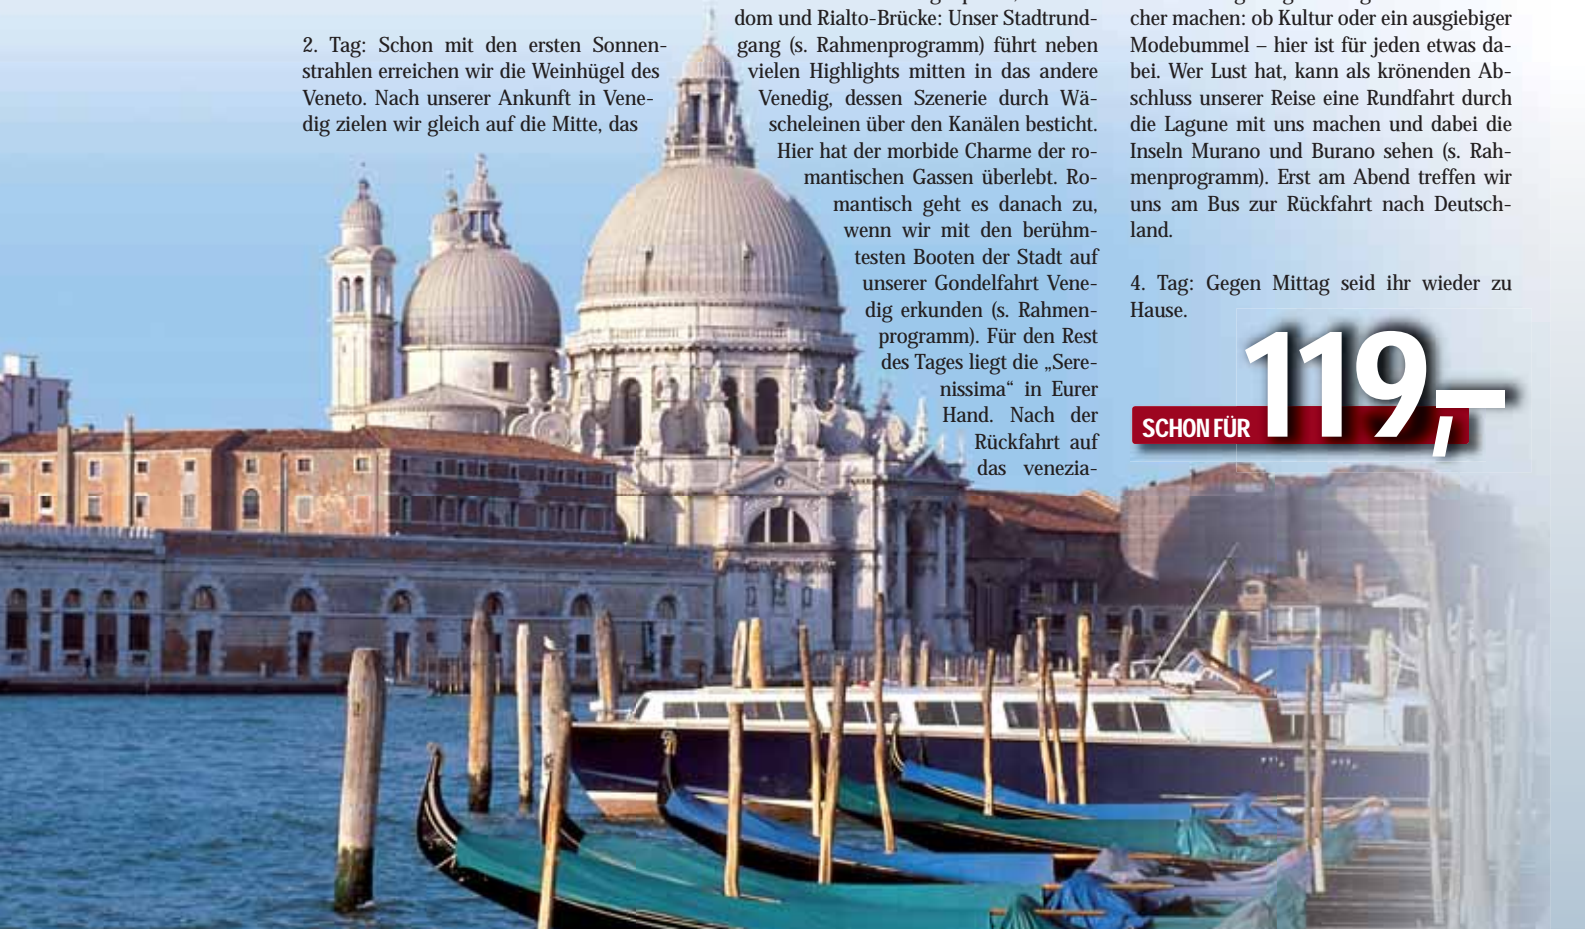 2. Tag: Schon mit den ersten Sonnen-
strahlen erreichen wir die Weinhügel des
Veneto. Nach unserer Ankunft in Vene-
dig zielen wir gleich auf die Mitte, das
dom und Rialto-Brücke: Unser Stadtrund-
gang (s. Rahmenprogramm) führt neben
vielen Highlights mitten in das andere
Venedig, dessen Szenerie durch Wä-
scheleinen über den Kanälen besticht.
Hier hat der morbide Charme der ro-
mantischen Gassen überlebt. Ro-
mantisch geht es danach zu,
wenn wir mit den berühm-
testen Booten der Stadt auf
unserer Gondelfahrt Vene-
dig erkunden (s. Rahmen-
programm). Für den Rest
des Tages liegt die „Sere-
nissima“ in Eurer
Hand. Nach der
Rückfahrt auf
das venezia-
cher machen: ob Kultur oder ein ausgiebiger
Modebummel – hier ist für jeden etwas da-
bei. Wer Lust hat, kann als krönenden Ab-
schluss unserer Reise eine Rundfahrt durch
die Lagune mit uns machen und dabei die
Inseln Murano und Burano sehen (s. Rah-
menprogramm). Erst am Abend treffen wir
uns am Bus zur Rückfahrt nach Deutsch-
land.
4. Tag: Gegen Mittag seid ihr wieder zu
Hause.
SCHON FÜR 119,–